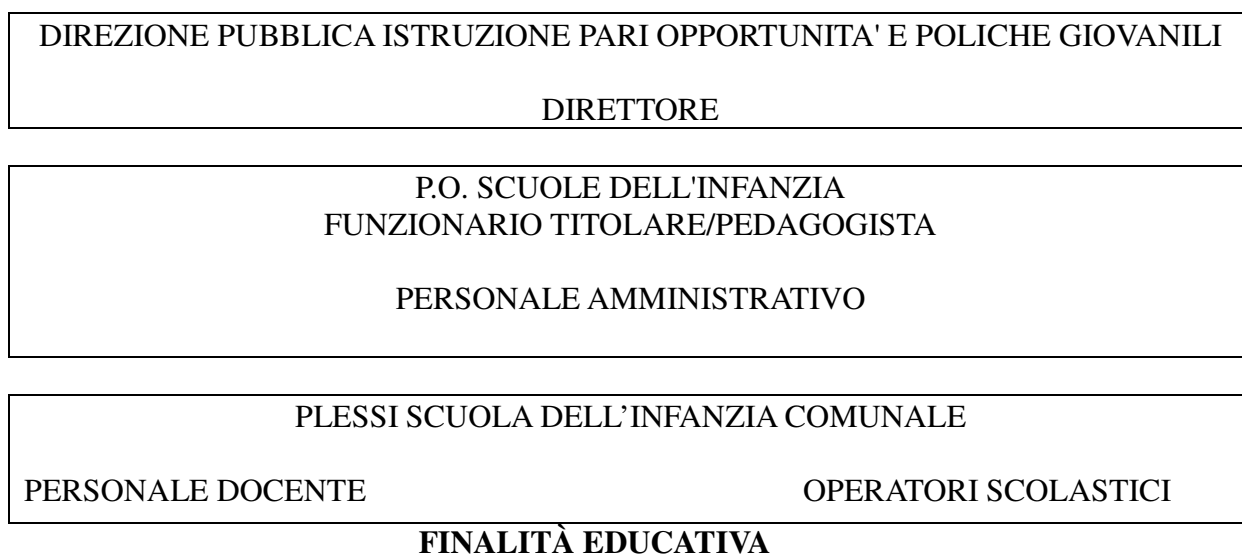 DIREZIONE PUBBLICA ISTRUZIONE PARI OPPORTUNITA' E POLICHE GIOVANILI
DIRETTORE
P.O. SCUOLE DELL'INFANZIA
FUNZIONARIO TITOLARE/PEDAGOGISTA
PERSONALE AMMINISTRATIVO
PLESSI SCUOLA DELL’INFANZIA COMUNALE
PERSONALE DOCENTE OPERATORI SCOLASTICI
FINALITÀ EDUCATIVA